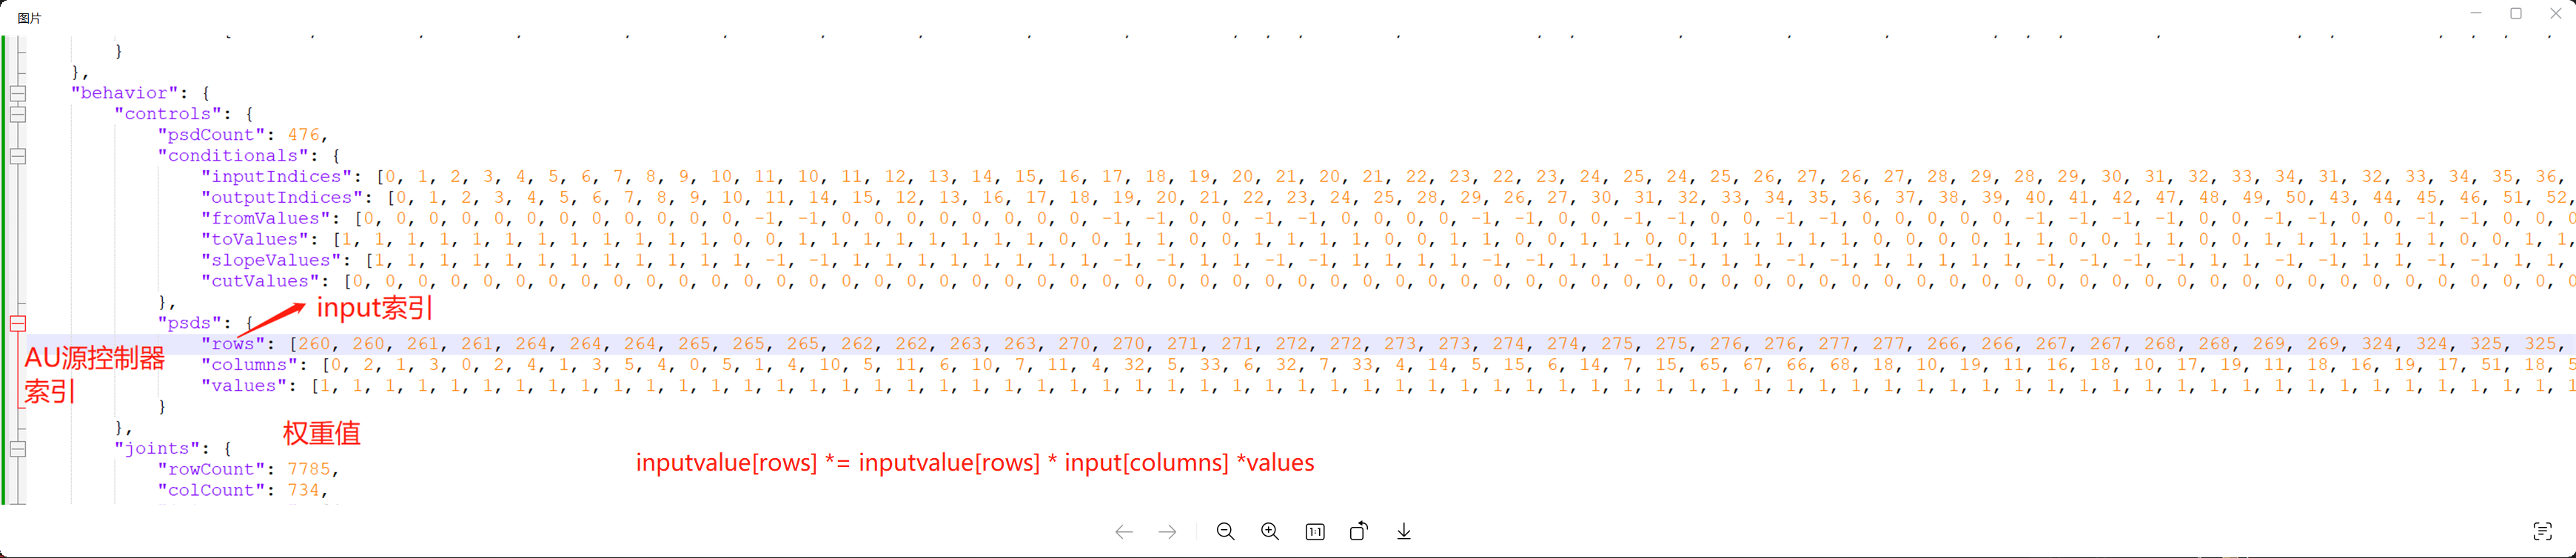 图片
}
},
"behavior": {
"controls": {
"psdCount": 476,
"conditionals": {
"inputIndices": [0, 1, 2, 3, 4, 5, 6, 7, 8, 9, 10, 11, 10, 11, 12, 13, 14, 15, 16, 17, 18, 19, 20, 21, 20, 21, 22, 23, 22, 23, 24, 25, 24, 25, 26, 27, 26, 27, 28, 29, 28, 29, 30, 31, 32, 33, 34, 31, 32, 33, 34, 35, 36,
"outputIndices": [0, 1, 2, 3, 4, 5, 6, 7, 8, 9, 10, 11, 14, 15, 12, 13, 16, 17, 18, 19, 20, 21, 22, 23, 24, 25, 28, 29, 26, 27, 30, 31, 32, 33, 34, 35, 36, 37, 38, 39, 40, 41, 42, 47, 48, 49, 50, 43, 44, 45, 46, 51, 52,
"fromValues": [0, 0, 0, 0, 0, 0, 0, 0, 0, 0, 0, 0, -1, -1, 0, 0, 0, 0, 0, 0, 0, 0, -1, -1, 0, 0, -1, -1, 0, 0, 0, 0, -1, -1, 0, 0, -1, -1, 0, 0, -1, -1, 0, 0, 0, 0, 0, -1, -1, -1, -1, 0, 0, -1, -1, 0, 0, -1, -1, 0, 0, 0
"toValues": [1, 1, 1, 1, 1, 1, 1, 1, 1, 1, 1, 1, 0, 0, 1, 1, 1, 1, 1, 1, 1, 1, 0, 0, 1, 1, 0, 0, 1, 1, 1, 1, 0, 0, 1, 1, 0, 0, 1, 1, 0, 0, 1, 1, 1, 1, 1, 0, 0, 0, 0, 1, 1, 0, 0, 1, 1, 0, 0, 1, 1, 1, 1, 1, 1, 0, 0, 1, 1,
"slopeValues": [1, 1, 1, 1, 1, 1, 1, 1, 1, 1, 1, 1, -1, -1, 1, 1, 1, 1, 1, 1, 1, 1, -1, -1, 1, 1, -1, -1, 1, 1, 1, 1, -1, -1, 1, 1, -1, -1, 1, 1, -1, -1, 1, 1, 1, 1, 1, -1, -1, -1, -1, 1, 1, -1, -1, 1, 1, -1, -1, 1, 1,
"cutValues": [0, 0, 0, 0, 0, 0, 0, 0, 0, 0, 0, 0, 0, 0, 0, 0, 0, 0, 0, 0, 0, 0, 0, 0, 0, 0, 0, 0, 0, 0, 0, 0, 0, 0, 0, 0, 0, 0, 0, 0, 0, 0, 0, 0, 0, 0, 0, 0, 0, 0, 0, 0, 0, 0, 0, 0, 0, 0, 0, 0, 0, 0, 0, 0, 0, 0, 0, 0
},
input索引
"psds": {
"rows": [260, 260, 261, 261, 264, 264, 264, 265, 265, 265, 262, 262, 263, 263, 270, 270, 271, 271, 272, 272, 273, 273, 274, 274, 275, 275, 276, 276, 277, 277, 266, 266, 267, 267, 268, 268, 269, 269, 324, 324, 325, 325,
AU源控制器
索引
"columns": [0, 2, 1, 3, 0, 2, 4, 1, 3, 5, 4, 0, 5, 1, 4, 10, 5, 11, 6, 10, 7, 11, 4, 32, 5, 33, 6, 32, 7, 33, 4, 14, 5, 15, 6, 14, 7, 15, 65, 67, 66, 68, 18, 10, 19, 11, 16, 18, 10, 17, 19, 11, 18, 16, 19, 17, 51, 18, 5
"values": [1, 1, 1, 1, 1, 1, 1, 1, 1, 1, 1, 1, 1, 1, 1, 1, 1, 1, 1, 1, 1, 1, 1, 1, 1, 1, 1, 1, 1, 1, 1, 1, 1, 1, 1, 1, 1, 1, 1, 1, 1, 1, 1, 1, 1, 1, 1, 1, 1, 1, 1, 1, 1, 1, 1, 1, 1, 1, 1, 1, 1, 1, 1, 1, 1, 1, 1, 1, 1, 1
}
},
权重值
"joints": {
"rowCount": 7785,
inputvalue[rows] *= inputvalue[rows] * input[columns] *values
"colCount": 734,
1:1